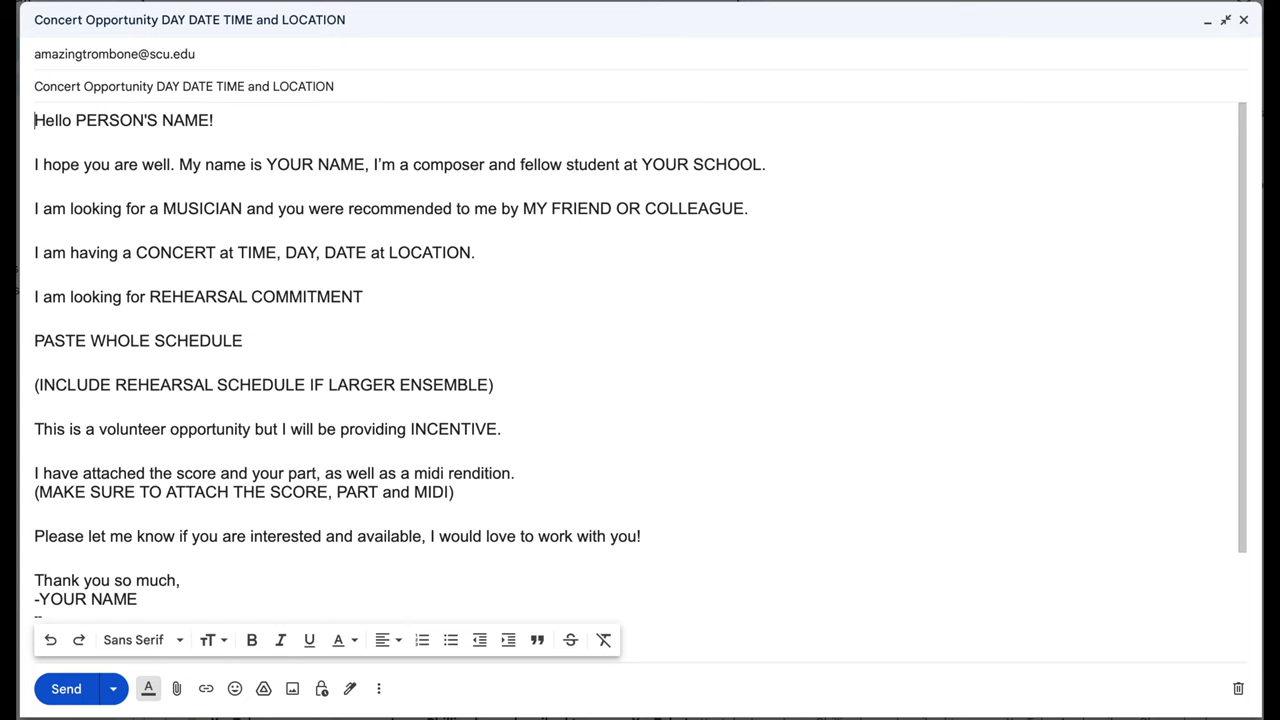 Concert Opportunity DAY DATE TIME and LOCATION
amazingtrombone@scu.edu
Concert Opportunity DAY DATE TIME and LOCATION
Hello PERSON'S NAME!
I hope you are well. My name is YOUR NAME, I'm a composer and fellow student at YOUR SCHOOL.
I am looking for a MUSICIAN and you were recommended to me by MY FRIEND OR COLLEAGUE.
I am having a CONCERT at TIME, DAY, DATE at LOCATION.
I am looking for REHEARSAL COMMITMENT
PASTE WHOLE SCHEDULE
(INCLUDE REHEARSAL SCHEDULE IF LARGER ENSEMBLE)
This is a volunteer opportunity but I will be providing INCENTIVE.
I have attached the score and your part, as well as a midi rendition.
(MAKE SURE TO ATTACH THE SCORE, PART and MIDI)
Please let me know if you are interested and available, I would love to work with you!
Thank you so much,
-YOUR NAME
--
Sans Serif
Send